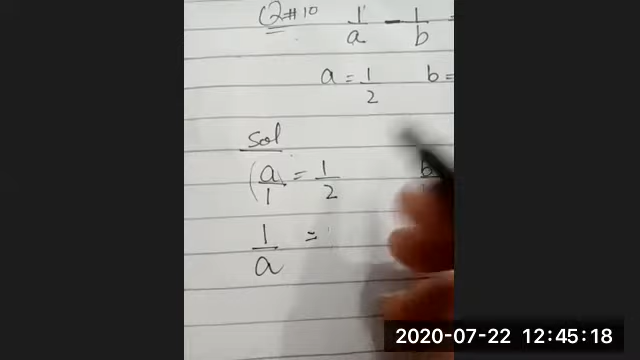 Q#10 1/a - 1/b =
a = 1/2 b =
Sol
(a/1 = 1/2 b
1/a =
2020-07-22 12:45:18